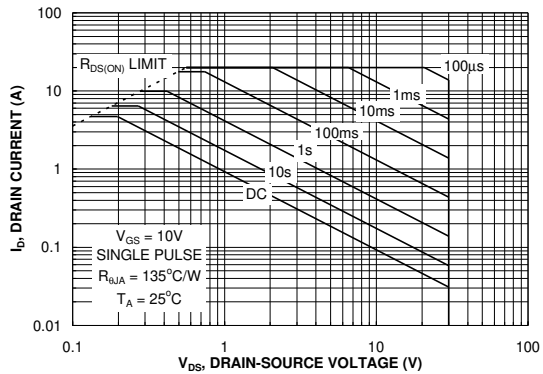 100
10
1
0.1
0.01
I_D, DRAIN CURRENT (A)
R_DS(ON) LIMIT
100µs
1ms
10ms
100ms
1s
10s
DC
V_GS = 10V
SINGLE PULSE
R_θJA = 135°C/W
T_A = 25°C
0.1
1
10
100
V_DS, DRAIN-SOURCE VOLTAGE (V)